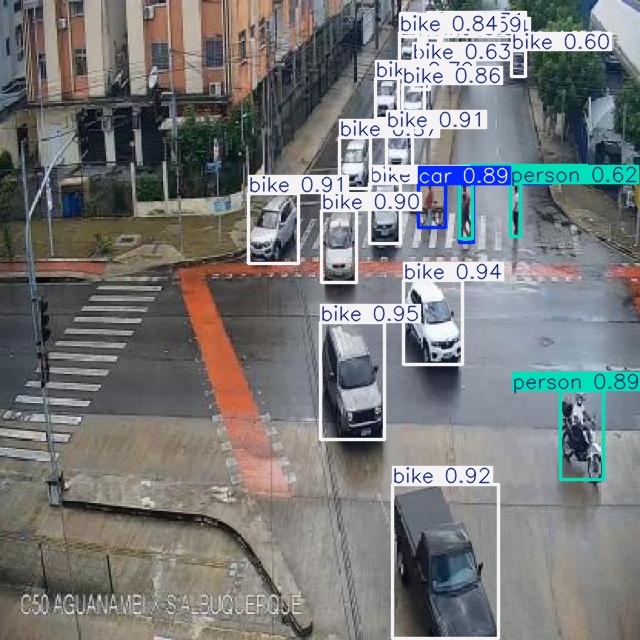 bike 0.84
bike 0.60
bike 0.63
bike 0.86
bike 0.91
bike
bike 0.91
bike
car 0.89
person 0.62
bike 0.90
bike 0.94
bike 0.95
person 0.89
bike 0.92
C50 AGUANAMBI X S.ALBUQUERQUE